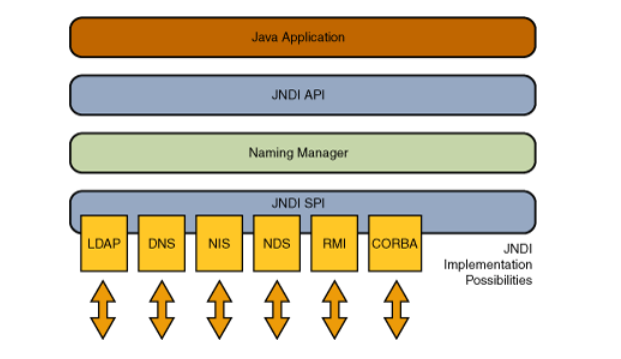 Java Application
JNDI API
Naming Manager
JNDI SPI
LDAP DNS NIS NDS RMI CORBA
JNDI
Implementation
Possibilities